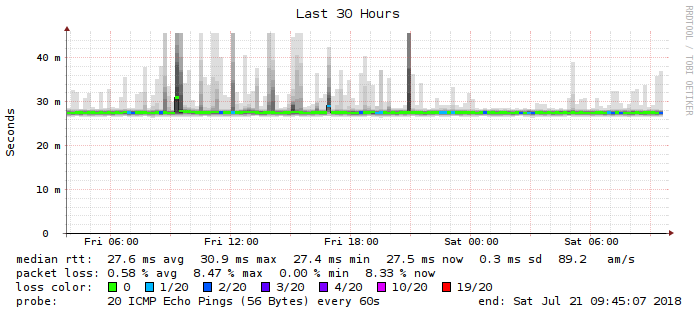 Last 30 Hours
RRDTOOL / TOBI OETIKER
Seconds
40 m
30 m
20 m
10 m
0
Fri 06:00 Fri 12:00 Fri 18:00 Sat 00:00 Sat 06:00
median rtt: 27.6 ms avg 30.9 ms max 27.4 ms min 27.5 ms now 0.3 ms sd 89.2 am/s
packet loss: 0.58 % avg 8.47 % max 0.00 % min 8.33 % now
loss color: 0 1/20 2/20 3/20 4/20 10/20 19/20
probe: 20 ICMP Echo Pings (56 Bytes) every 60s end: Sat Jul 21 09:45:07 2018